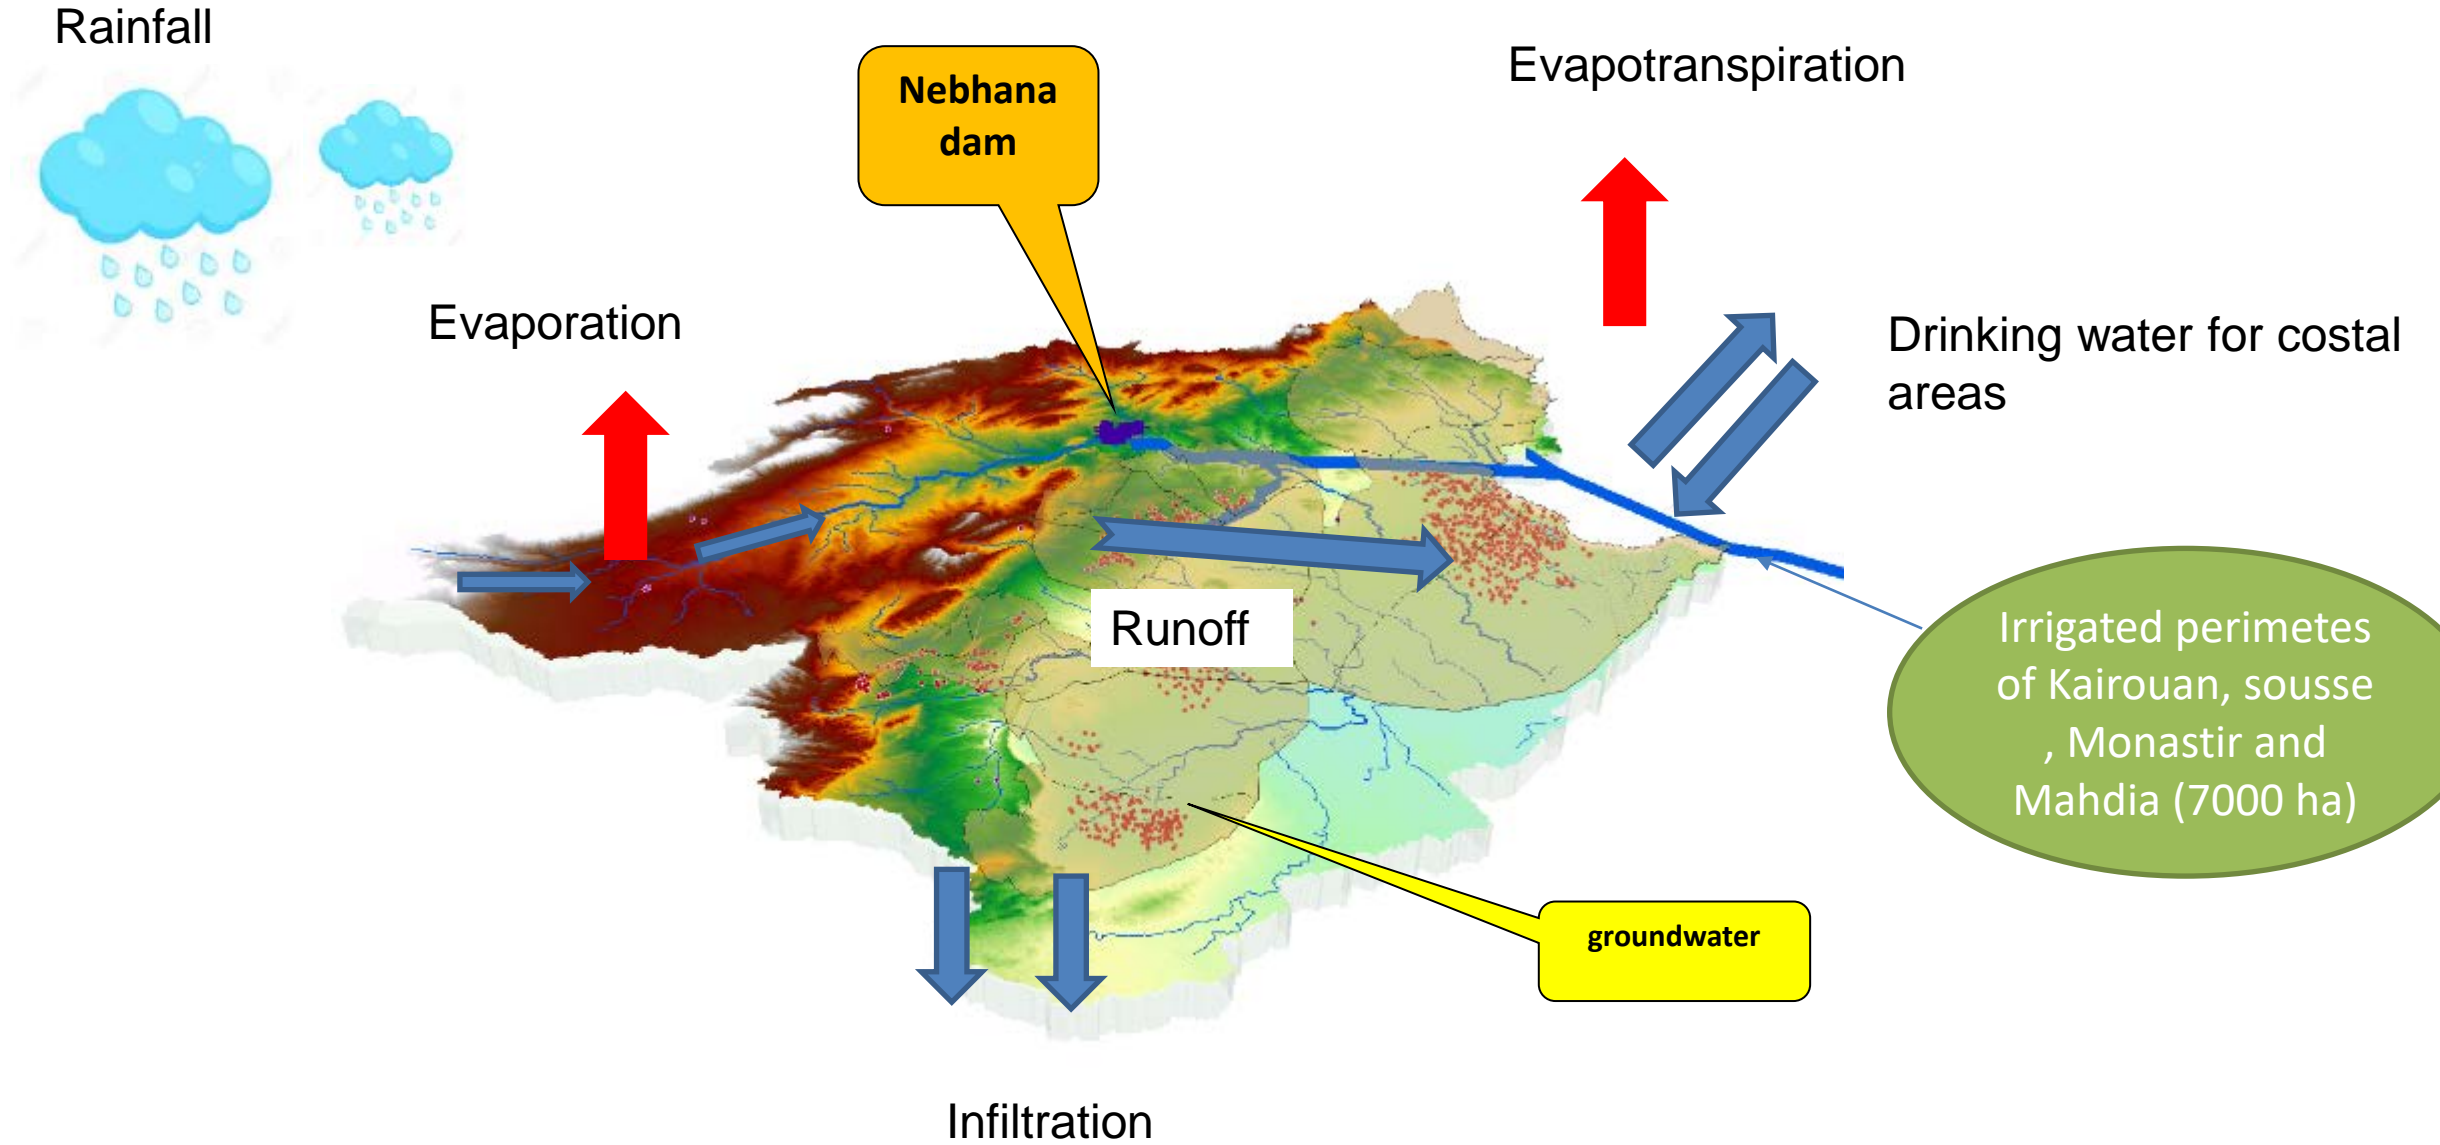 Rainfall
Nebhana
dam
Evapotranspiration
Evaporation
Drinking water for costal
areas
Runoff
Irrigated perimetes
of Kairouan, sousse
, Monastir and
Mahdia (7000 ha)
groundwater
Infiltration